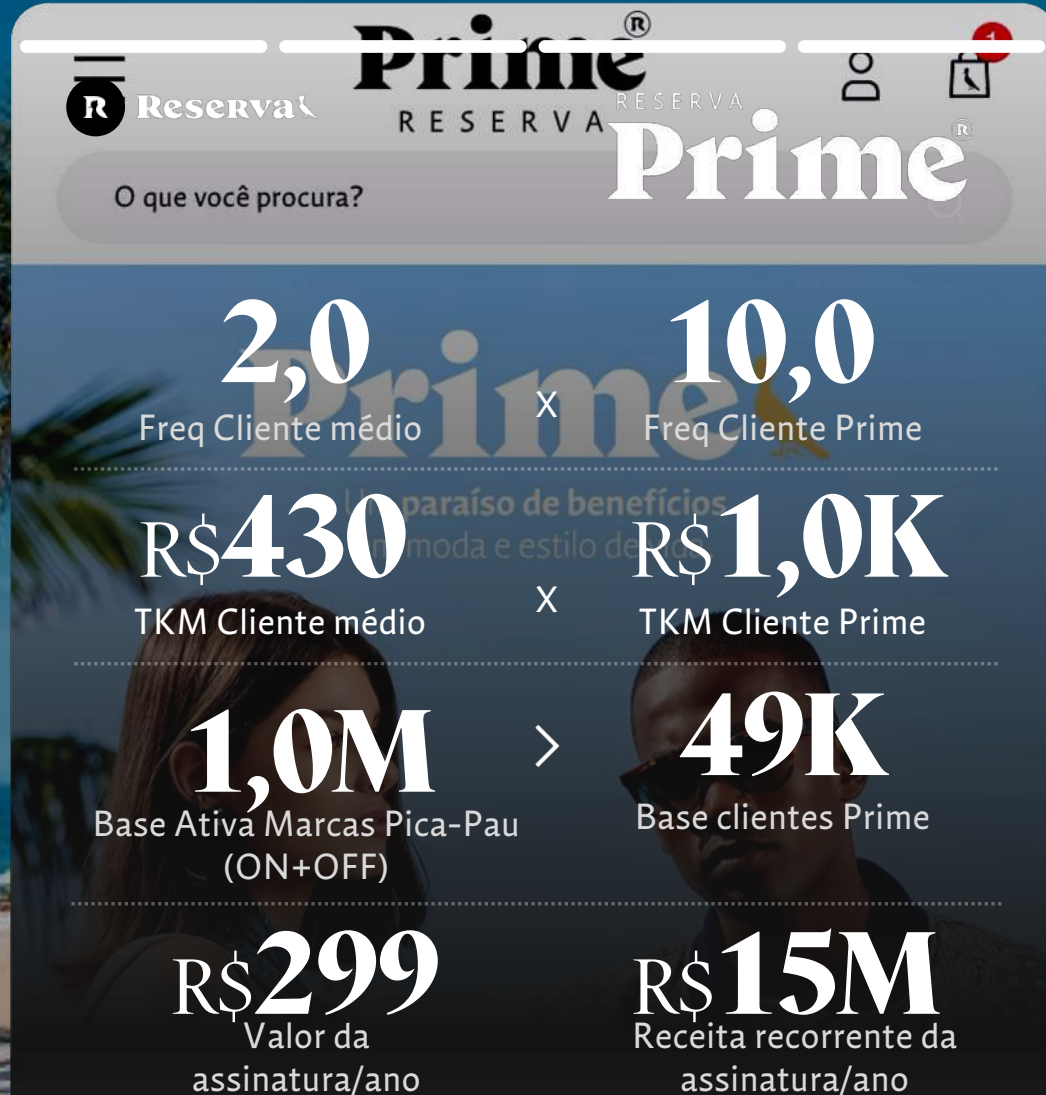 Prime®
RESERVA
1
R Reserva
RESERVA
Prime®
O que você procura?
2,0
Freq Cliente médio
x
10,0
Freq Cliente Prime
Prime
paraíso de benefícios
moda e estilo de
R$430
TKM Cliente médio
x
R$1,0K
TKM Cliente Prime
1,0M
Base Ativa Marcas Pica-Pau
(ON+OFF)
>
49K
Base clientes Prime
R$299
Valor da
assinatura/ano
R$15M
Receita recorrente da
assinatura/ano